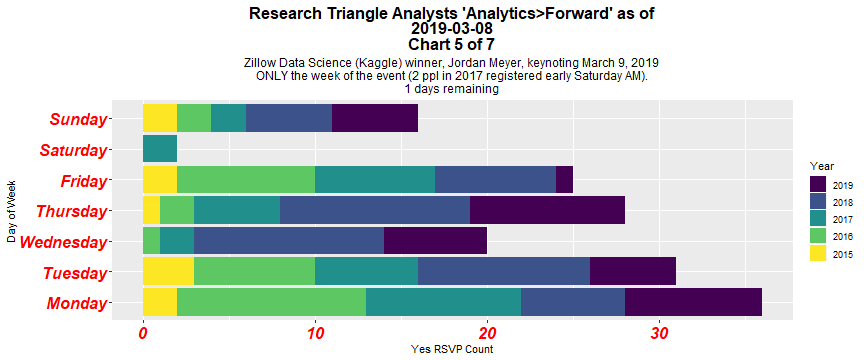 Research Triangle Analysts 'Analytics>Forward' as of
2019-03-08
Chart 5 of 7
Zillow Data Science (Kaggle) winner, Jordan Meyer, keynoting March 9, 2019
ONLY the week of the event (2 ppl in 2017 registered early Saturday AM).
1 days remaining
Day of Week
Sunday
Saturday
Friday
Thursday
Wednesday
Tuesday
Monday
0 10 20 30
Yes RSVP Count
Year
2019
2018
2017
2016
2015